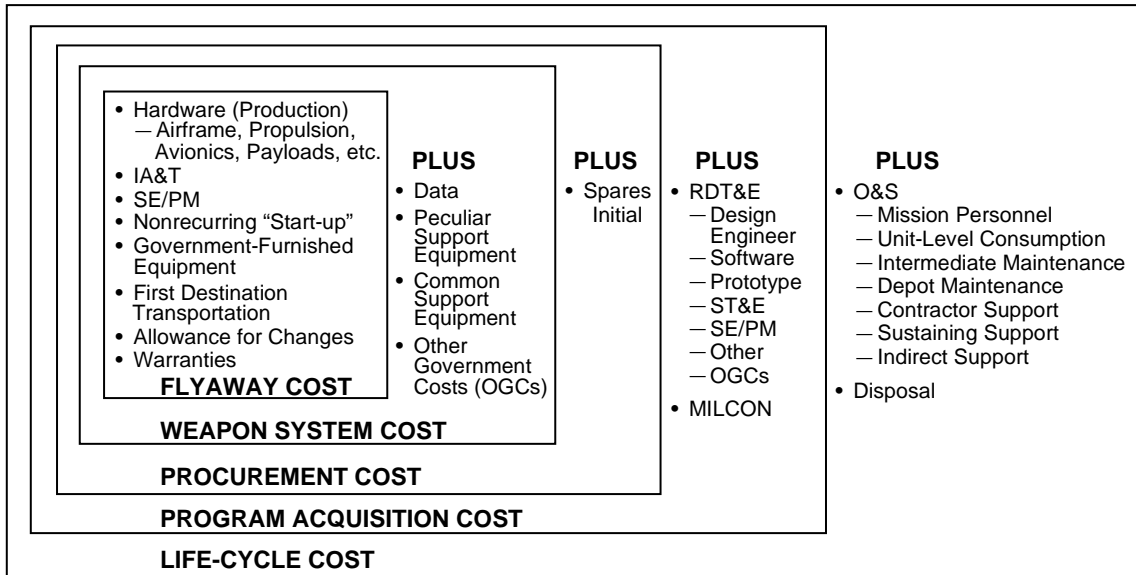 • Hardware (Production)
— Airframe, Propulsion,
Avionics, Payloads, etc.
• IA&T
• SE/PM
• Nonrecurring “Start-up”
• Government-Furnished
Equipment
• First Destination
Transportation
• Allowance for Changes
• Warranties
FLYAWAY COST
PLUS
• Data
• Peculiar
Support
Equipment
• Common
Support
Equipment
• Other
Government
Costs (OGCs)
WEAPON SYSTEM COST
PLUS
• Spares
Initial
PROCUREMENT COST
PLUS
• RDT&E
— Design
Engineer
— Software
— Prototype
— ST&E
— SE/PM
— Other
— OGCs
• MILCON
PROGRAM ACQUISITION COST
PLUS
• O&S
— Mission Personnel
— Unit-Level Consumption
— Intermediate Maintenance
— Depot Maintenance
— Contractor Support
— Sustaining Support
— Indirect Support
• Disposal
LIFE-CYCLE COST